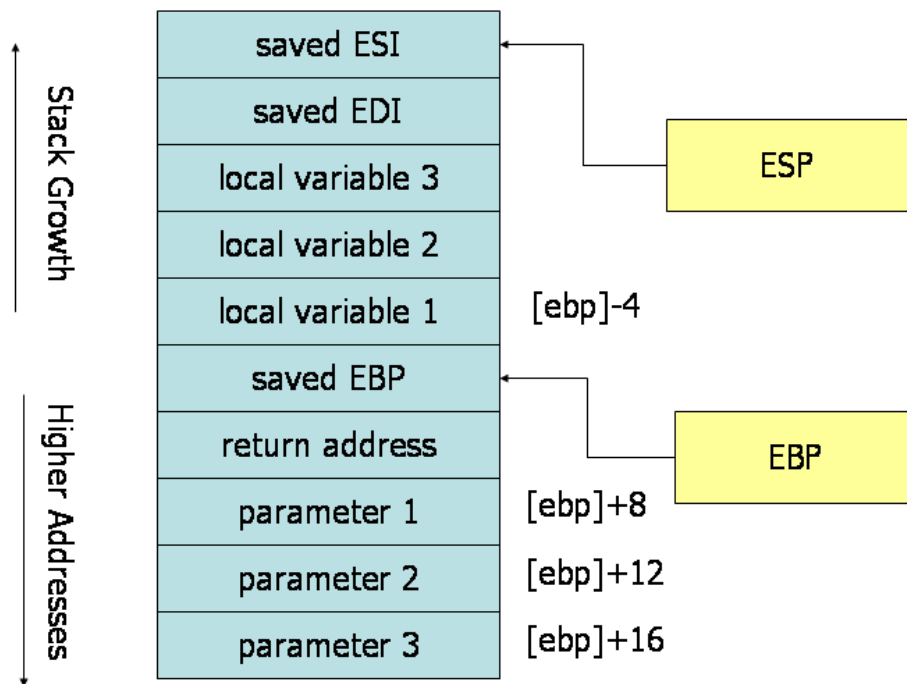 saved ESI
saved EDI
local variable 3
local variable 2
local variable 1
saved EBP
return address
parameter 1
parameter 2
parameter 3
Stack Growth
Higher Addresses
ESP
[ebp]-4
EBP
[ebp]+8
[ebp]+12
[ebp]+16